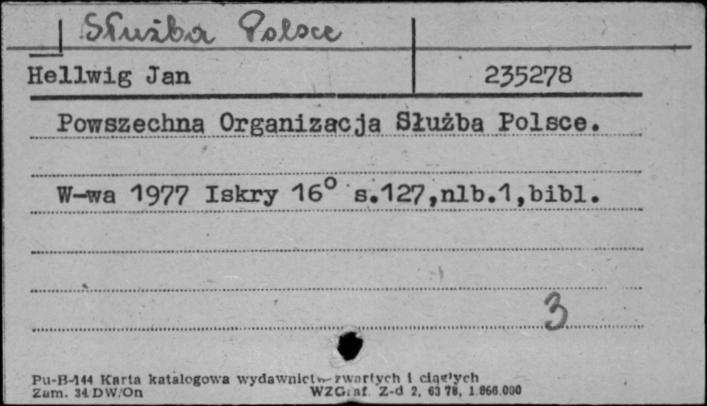 Służba Polsce
Hellwig Jan 235278
Powszechna Organizacja Służba Polsce.
W-wa 1977 Iskry 16° s.127,nlb.1,bibl.
3
Pu-B-144 Karta katalogowa wydawnictw zwartych i ciągłych
Zam. 34 DW/On WZGraf. Z-d 2, 63 78, 1.866.000